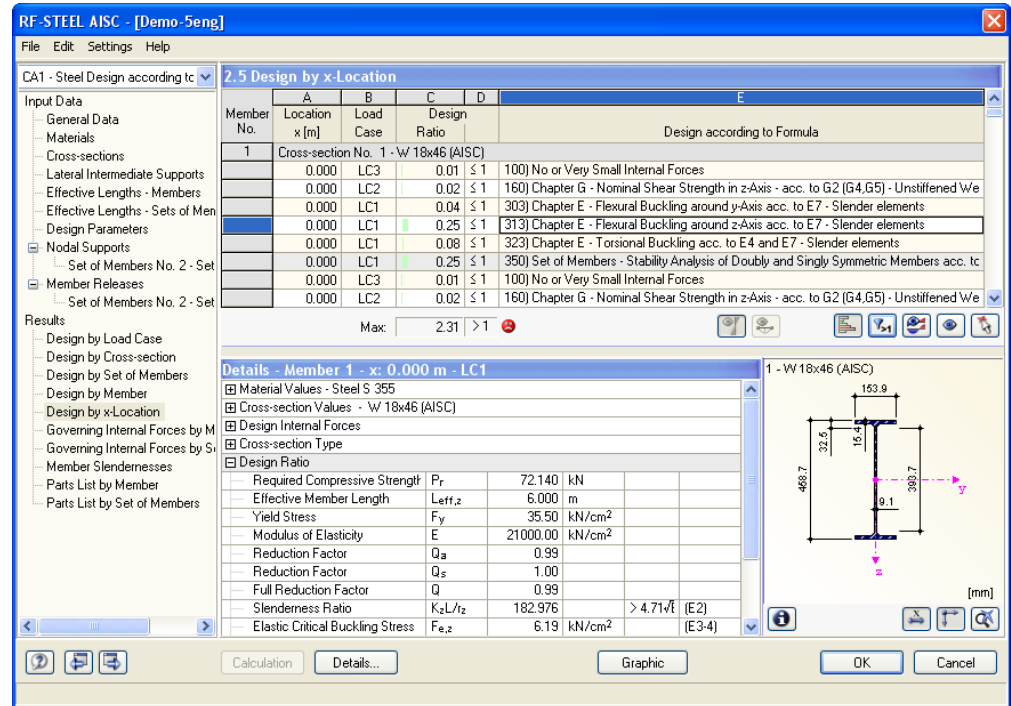 RF-STEEL AISC - [Demo-5eng]
File Edit Settings Help
CA1 - Steel Design according tc
Input Data
General Data
Materials
Cross-sections
Lateral Intermediate Supports
Effective Lengths - Members
Effective Lengths - Sets of Men
Design Parameters
Nodal Supports
Set of Members No. 2 - Set
Member Releases
Set of Members No. 2 - Set
Results
Design by Load Case
Design by Cross-section
Design by Set of Members
Design by Member
Design by x-Location
Governing Internal Forces by M
Governing Internal Forces by S
Member Slendernesses
Parts List by Member
Parts List by Set of Members
2.5 Design by x-Location
A B C D E
Member Location Load Design
No. x [m] Case Ratio Design according to Formula
1 Cross-section No. 1 - W 18x46 (AISC)
0.000 LC3 0.01 ≤ 1 100) No or Very Small Internal Forces
0.000 LC2 0.02 ≤ 1 160) Chapter G - Nominal Shear Strength in z-Axis - acc. to G2 (G4,G5) - Unstiffened We
0.000 LC1 0.04 ≤ 1 303) Chapter E - Flexural Buckling around y-Axis acc. to E7 - Slender elements
0.000 LC1 0.25 ≤ 1 313) Chapter E - Flexural Buckling around z-Axis acc. to E7 - Slender elements
0.000 LC1 0.08 ≤ 1 323) Chapter E - Torsional Buckling acc. to E4 and E7 - Slender elements
0.000 LC1 0.25 ≤ 1 350) Set of Members - Stability Analysis of Doubly and Singly Symmetric Members acc. tc
0.000 LC3 0.01 ≤ 1 100) No or Very Small Internal Forces
0.000 LC2 0.02 ≤ 1 160) Chapter G - Nominal Shear Strength in z-Axis - acc. to G2 (G4,G5) - Unstiffened We
Max: 2.31 > 1
Details - Member 1 - x: 0.000 m - LC1
Material Values - Steel S 355
Cross-section Values - W 18x46 (AISC)
Design Internal Forces
Cross-section Type
Design Ratio
Required Compressive Strength Pr 72.140 kN
Effective Member Length Leff,z 6.000 m
Yield Stress Fy 35.50 kN/cm²
Modulus of Elasticity E 21000.00 kN/cm²
Reduction Factor Qa 0.99
Reduction Factor Qs 1.00
Full Reduction Factor Q 0.99
Slenderness Ratio KzL/rz 182.976 > 4.71√ (E2)
Elastic Critical Buckling Stress Fe,z 6.19 kN/cm² (E3-4)
1 - W 18x46 (AISC)
153.9
32.5
15.4
458.7
393.7
9.1
y
z
[mm]
Calculation Details... Graphic OK Cancel